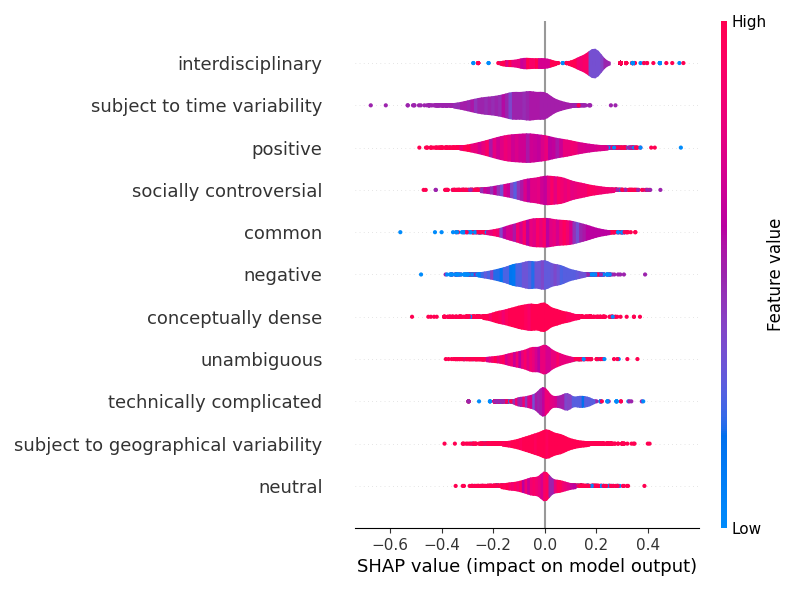 High
interdisciplinary
subject to time variability
positive
socially controversial
common
negative
conceptually dense
unambiguous
technically complicated
subject to geographical variability
neutral
Feature value
Low
−0.6 −0.4 −0.2 0.0 0.2 0.4
SHAP value (impact on model output)